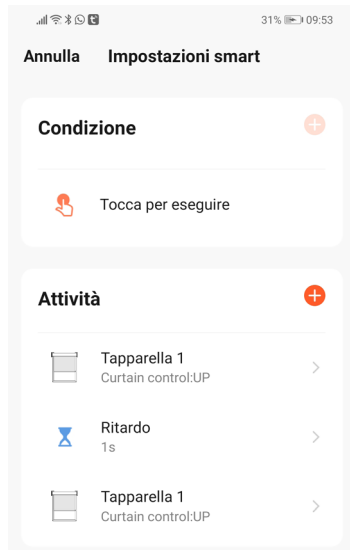 31% 09:53
Annulla Impostazioni smart
Condizione
Tocca per eseguire
Attività
Tapparella 1
Curtain control:UP
Ritardo
1s
Tapparella 1
Curtain control:UP